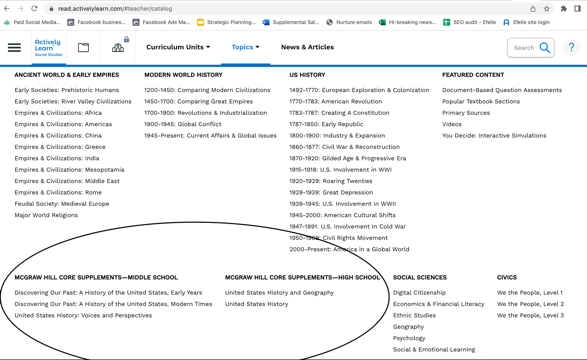 read.activelylearn.com/#teacher/catalog
Paid Social Media...
Facebook busines...
Facebook Ads Ma...
Strategic Planning...
Supplemental Sal...
Nurture emails
HI-breaking news...
SEO audit - Efelle
Efelle site login
Actively
Learn
Social Studies
Curriculum Units
Topics
News & Articles
Search
?
ANCIENT WORLD & EARLY EMPIRES
Early Societies: Prehistoric Humans
Early Societies: River Valley Civilizations
Empires & Civilizations: Africa
Empires & Civilizations: Americas
Empires & Civilizations: China
Empires & Civilizations: Greece
Empires & Civilizations: India
Empires & Civilizations: Mesopotamia
Empires & Civilizations: Middle East
Empires & Civilizations: Rome
Feudal Society: Medieval Europe
Major World Religions
MODERN WORLD HISTORY
1200-1450: Comparing Modern Civilizations
1450-1700: Comparing Great Empires
1700-1900: Revolutions & Industrialization
1900-1945: Global Conflict
1945-Present: Current Affairs & Global Issues
US HISTORY
1492-1770: European Exploration & Colonization
1770-1783: American Revolution
1783-1787: Creating A Constitution
1787-1850: Early Republic
1800-1900: Industry & Expansion
1860-1877: Civil War & Reconstruction
1870-1920: Gilded Age & Progressive Era
1915-1918: U.S. Involvement in WWI
1920-1929: Roaring Twenties
1929-1939: Great Depression
1939-1945: U.S. Involvement in WWII
1945-2000: American Cultural Shifts
1947-1991: U.S. Involvement In Cold War
1950-1968: Civil Rights Movement
2000-Present: America in a Global World
FEATURED CONTENT
Document-Based Question Assessments
Popular Textbook Sections
Primary Sources
Videos
You Decide: Interactive Simulations
MCGRAW HILL CORE SUPPLEMENTS—MIDDLE SCHOOL
Discovering Our Past: A History of the United States, Early Years
Discovering Our Past: A History of the United States, Modern Times
United States History: Voices and Perspectives
MCGRAW HILL CORE SUPPLEMENTS—HIGH SCHOOL
United States History and Geography
United States History
SOCIAL SCIENCES
Digital Citizenship
Economics & Financial Literacy
Ethnic Studies
Geography
Psychology
Social & Emotional Learning
CIVICS
We the People, Level 1
We the People, Level 2
We the People, Level 3